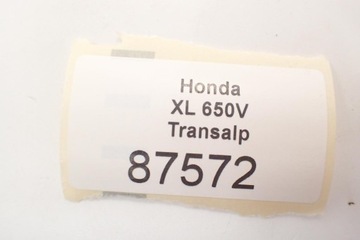 Honda
XL 650V
Transalp
87572